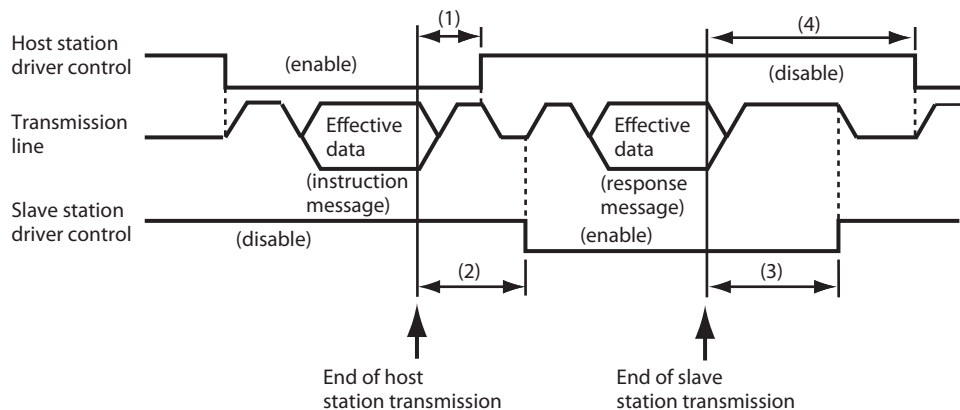 (1)
(4)
Host station
driver control
(enable)
(disable)
Transmission
line
Effective
data
Effective
data
(instruction
message)
(response
message)
Slave station
driver control
(disable)
(enable)
(2)
(3)
End of host
station transmission
End of slave
station transmission